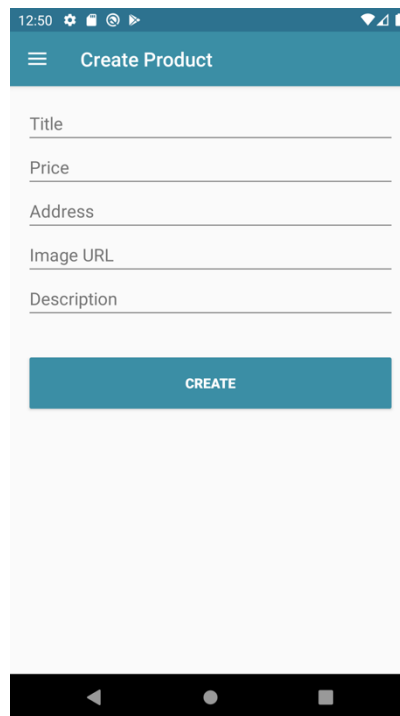 12:50
Create Product
Title
Price
Address
Image URL
Description
CREATE